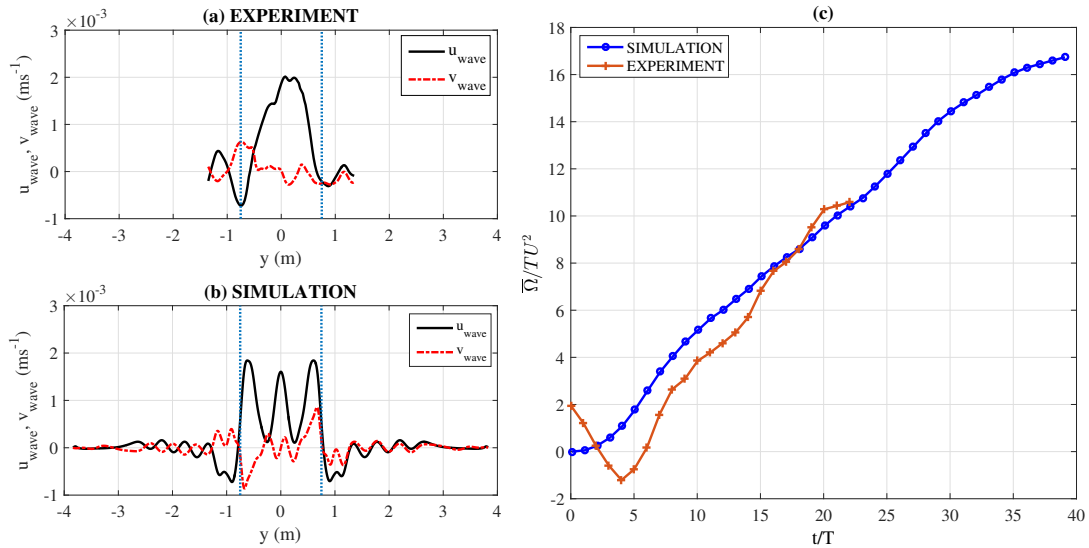 (a) EXPERIMENT
×10⁻³
u_wave, v_wave (ms⁻¹)
3
2
1
0
-1
u_wave
v_wave
-4 -3 -2 -1 0 1 2 3 4
y (m)
(b) SIMULATION
×10⁻³
u_wave, v_wave (ms⁻¹)
3
2
1
0
-1
u_wave
v_wave
-4 -3 -2 -1 0 1 2 3 4
y (m)
(c)
Ω̅/TU²
18
16
14
12
10
8
6
4
2
0
-2
SIMULATION
EXPERIMENT
0 5 10 15 20 25 30 35 40
t/T